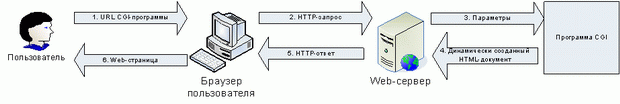 1. URL CGI-программы
2. HTTP-запрос
3. Параметры
Пользователь
6. Web-страница
Браузер
пользователя
5. HTTP-ответ
Web-сервер
4. Динамически созданный
HTML-документ
Программа CGI